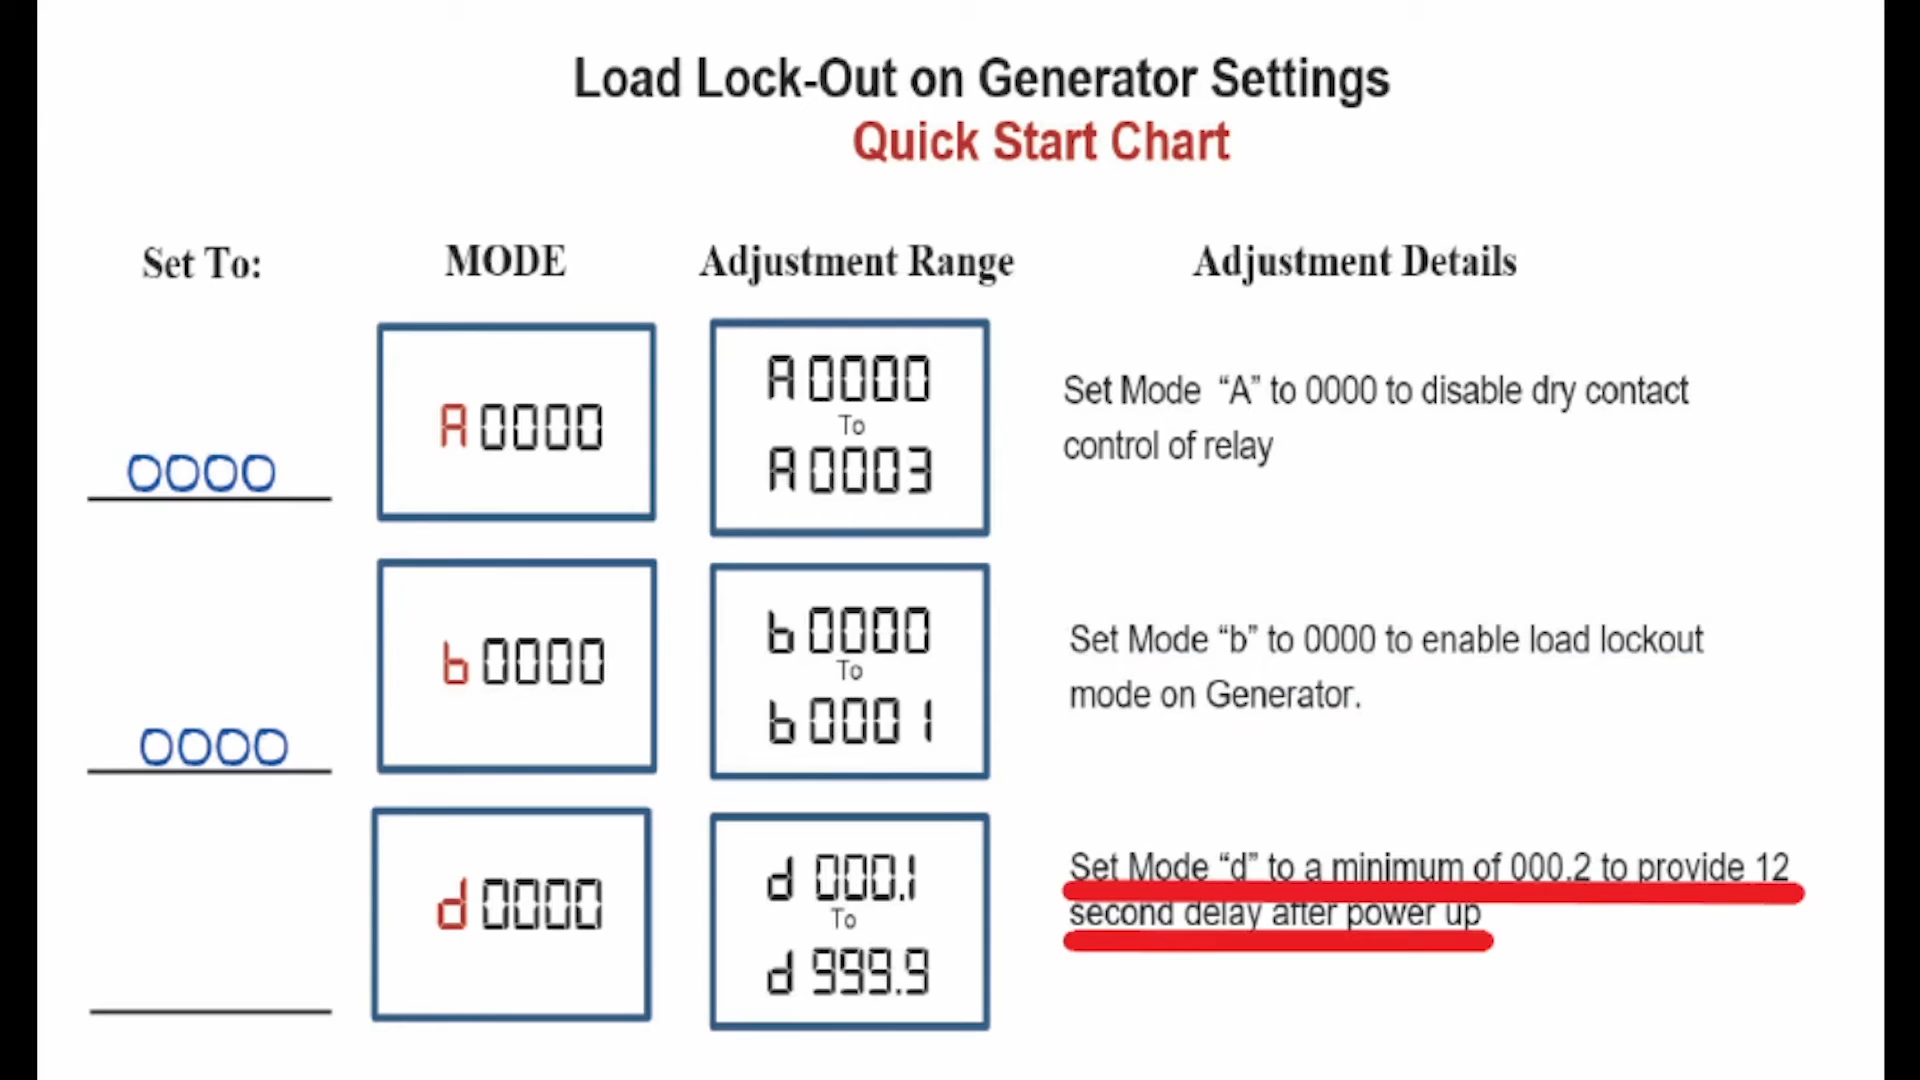 Load Lock-Out on Generator Settings
Quick Start Chart
Set To:
MODE
Adjustment Range
Adjustment Details
0000
A0000
A0000
To
A0003
Set Mode “A” to 0000 to disable dry contact
control of relay
0000
b0000
b0000
To
b0001
Set Mode “b” to 0000 to enable load lockout
mode on Generator.
d0000
d 000.1
To
d 999.9
Set Mode “d” to a minimum of 000.2 to provide 12
second delay after power up